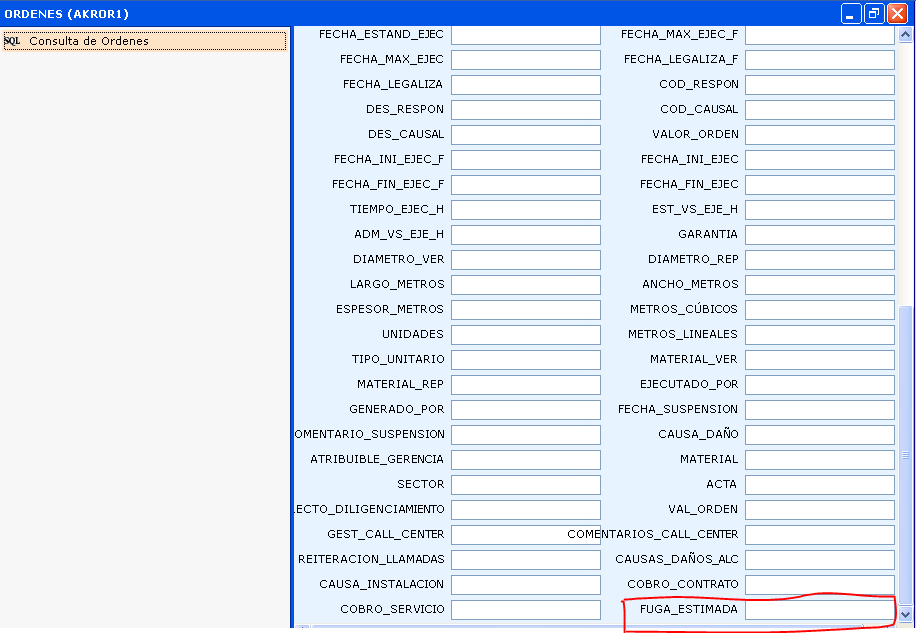 ORDENES (AKROR1)
SQL Consulta de Ordenes
FECHA_ESTAND_EJEC FECHA_MAX_EJEC_F
FECHA_MAX_EJEC FECHA_LEGALIZA_F
FECHA_LEGALIZA COD_RESPON
DES_RESPON COD_CAUSAL
DES_CAUSAL VALOR_ORDEN
FECHA_INI_EJEC_F FECHA_INI_EJEC
FECHA_FIN_EJEC_F FECHA_FIN_EJEC
TIEMPO_EJEC_H EST_VS_EJE_H
ADM_VS_EJE_H GARANTIA
DIAMETRO_VER DIAMETRO_REP
LARGO_METROS ANCHO_METROS
ESPESOR_METROS METROS_CÚBICOS
UNIDADES METROS_LINEALES
TIPO_UNITARIO MATERIAL_VER
MATERIAL_REP EJECUTADO_POR
GENERADO_POR FECHA_SUSPENSION
OMENTARIO_SUSPENSION CAUSA_DAÑO
ATRIBUIBLE_GERENCIA MATERIAL
SECTOR ACTA
ECTO_DILIGENCIAMIENTO VAL_ORDEN
GEST_CALL_CENTER COMENTARIOS_CALL_CENTER
REITERACION_LLAMADAS CAUSAS_DAÑOS_ALC
CAUSA_INSTALACION COBRO_CONTRATO
COBRO_SERVICIO FUGA_ESTIMADA